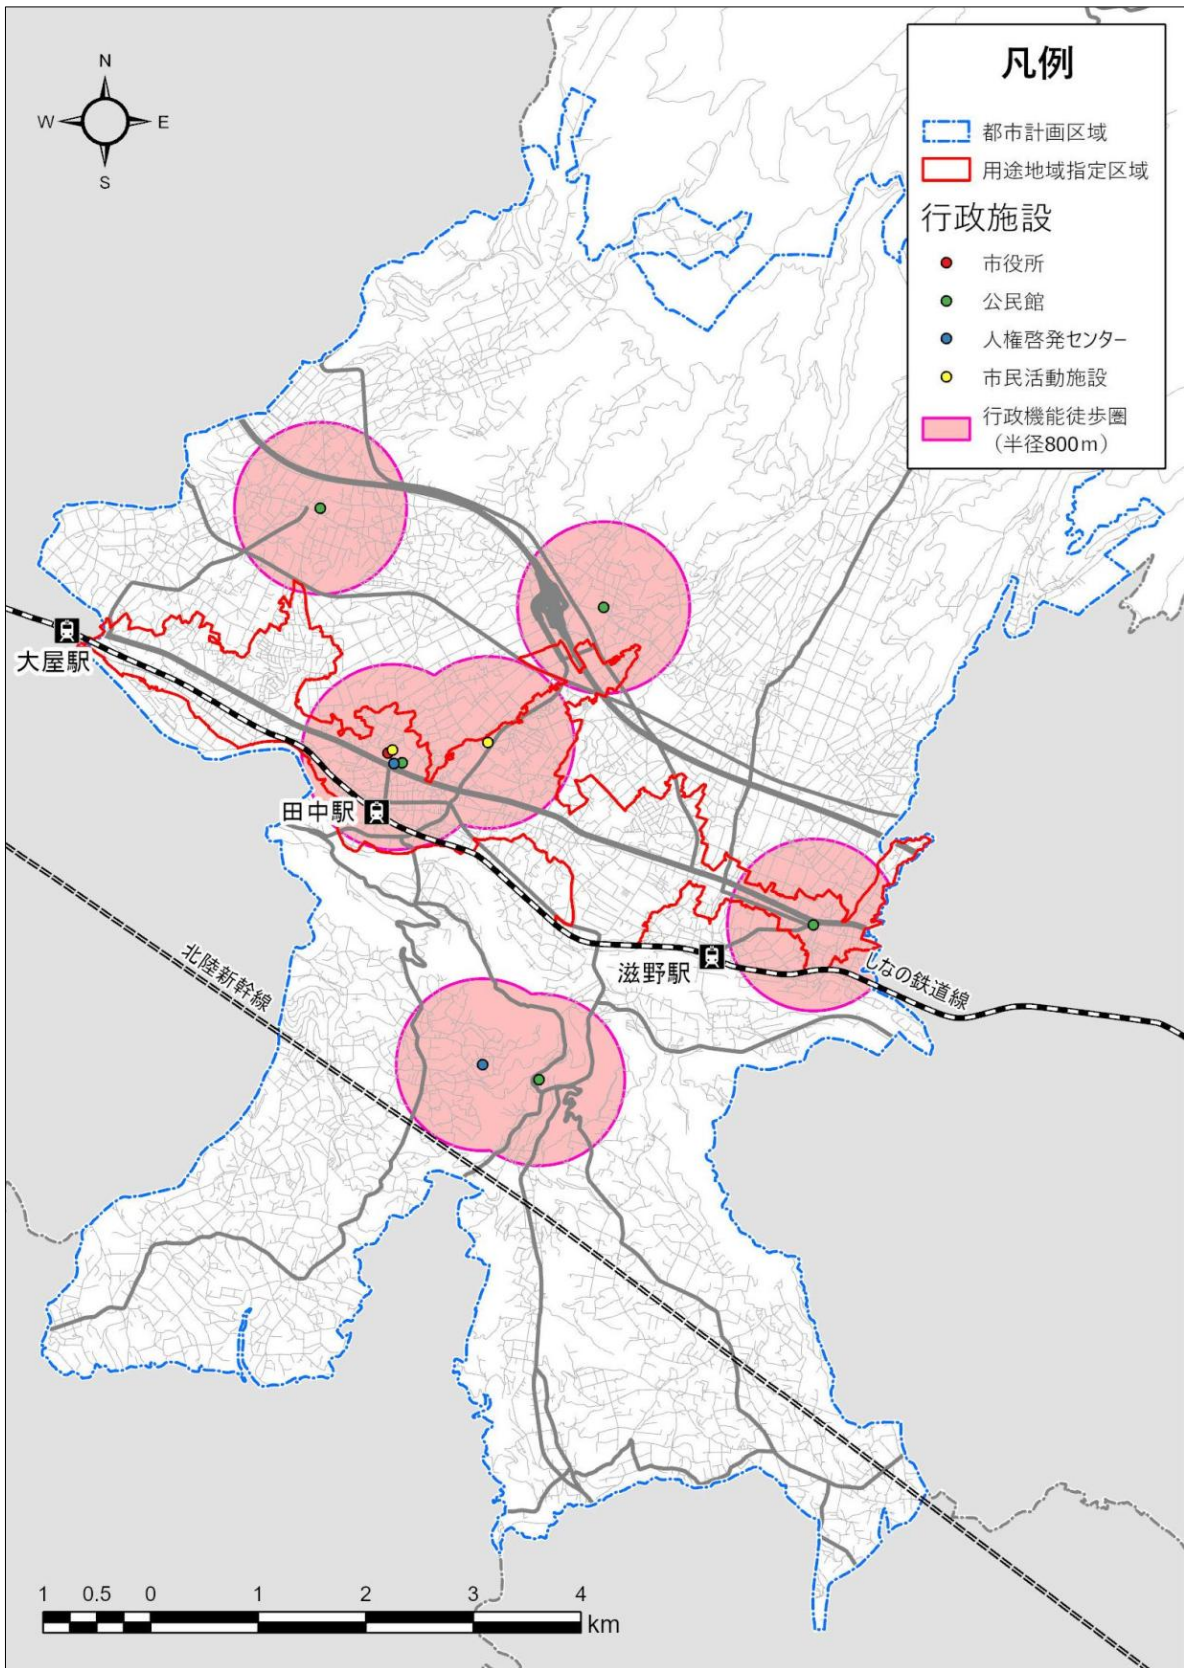 N
W
E
S
凡例
都市計画区域
用途地域指定区域
行政施設
市役所
公民館
人権啓発センター
市民活動施設
行政機能徒歩圏
（半径800ｍ）
大屋駅
田中駅
滋野駅
しなの鉄道線
北陸新幹線
1 0.5 0 1 2 3 4
km